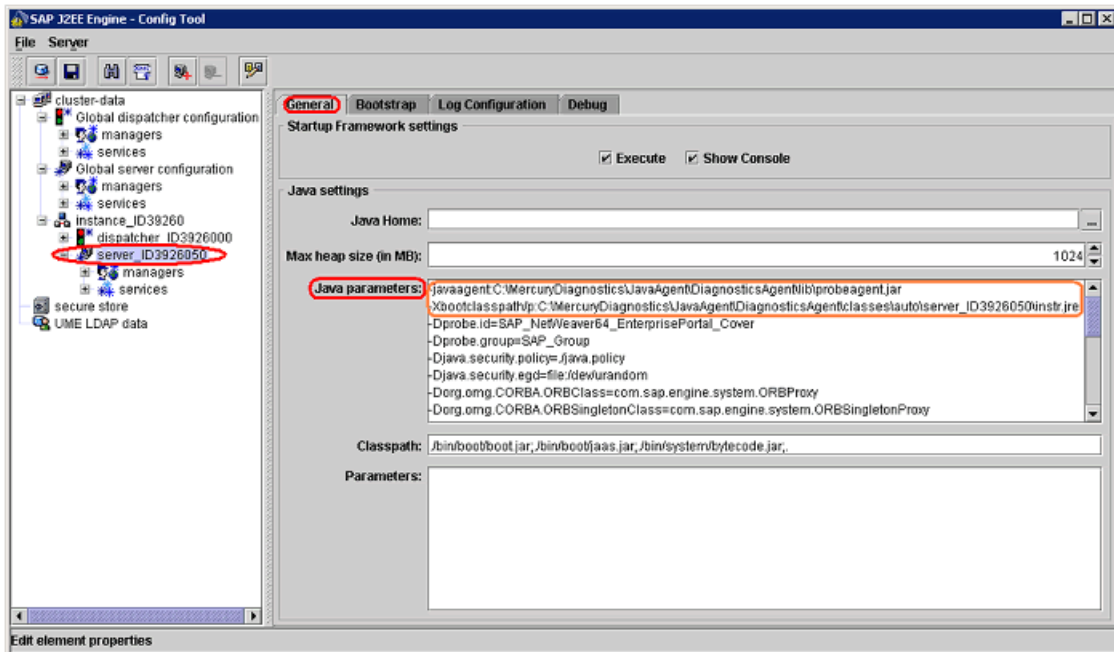 SAP J2EE Engine - Config Tool
File Server
cluster-data
Global dispatcher configuration
managers
services
Global server configuration
managers
services
instance_ID39260
dispatcher_ID3926000
server_ID3926050
managers
services
secure store
UME LDAP data
General Bootstrap Log Configuration Debug
Startup Framework settings
Execute Show Console
Java settings
Java Home: ...
Max heap size (in MB): 1024
Java parameters:
-javaagent:C:\MercuryDiagnostics\JavaAgent\DiagnosticsAgent\lib\probeagent.jar
-Xbootclasspath/p:C:\MercuryDiagnostics\JavaAgent\DiagnosticsAgent\classes\auto\server_ID3926050\instr.jre
-Dprobe.id=SAP_NetWeaver64_EnterprisePortal_Cover
-Dprobe.group=SAP_Group
-Djava.security.policy=./java.policy
-Djava.security.egd=file:/dev/urandom
-Dorg.omg.CORBA.ORBClass=com.sap.engine.system.ORBProxy
-Dorg.omg.CORBA.ORBSingletonClass=com.sap.engine.system.ORBSingletonProxy
Classpath: ./bin/boot/boot.jar;./bin/boot/jaas.jar;./bin/system/bytecode.jar;.
Parameters:
Edit element properties